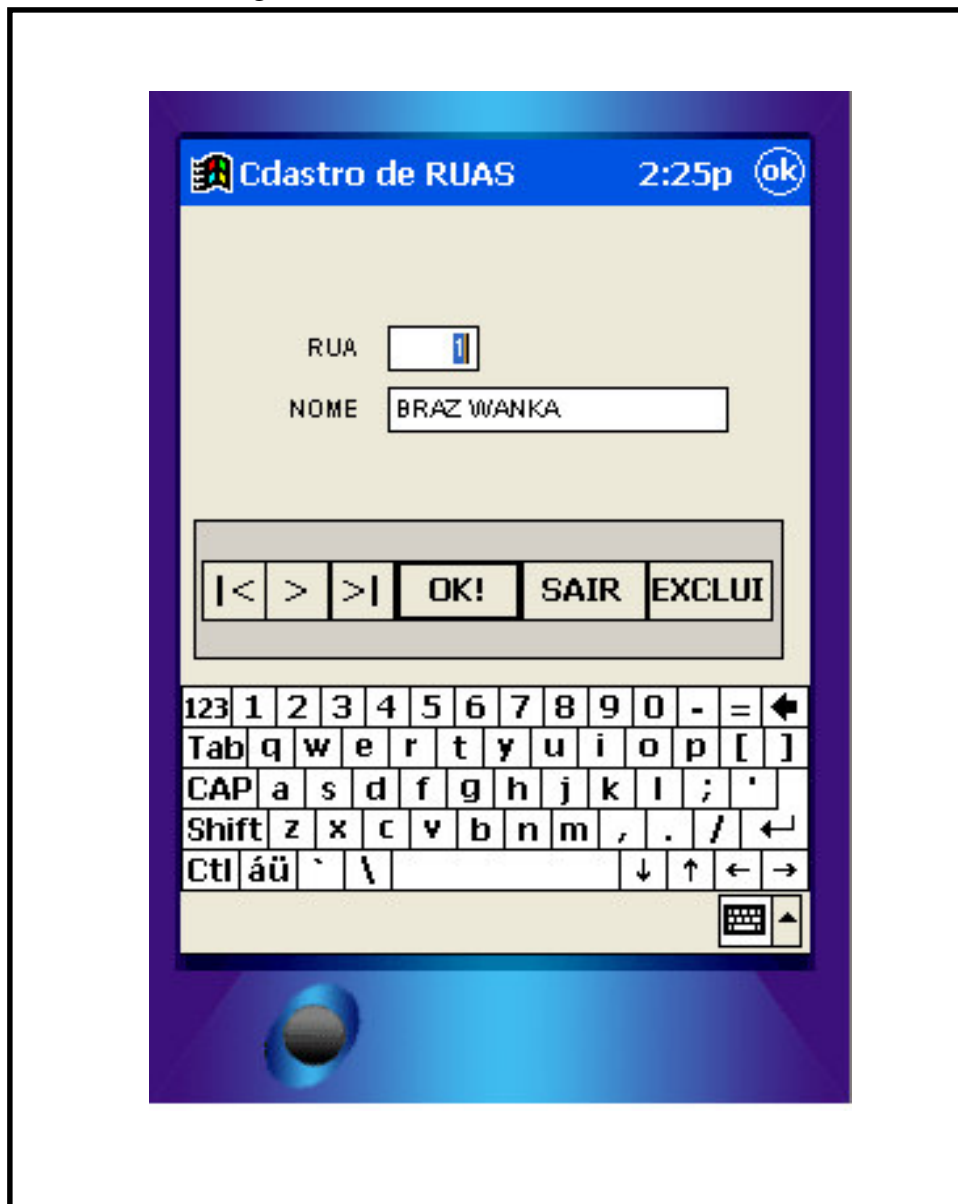 Cdastro de RUAS 2:25p ok
RUA 1
NOME BRAZ WANKA
|< > >| OK! SAIR EXCLUI
123 1 2 3 4 5 6 7 8 9 0 - = 🡄
Tab q w e r t y u i o p [ ]
CAP a s d f g h j k l ; '
Shift z x c v b n m , . / ↵
Ctl áü ` \ ↓ ↑ ← →